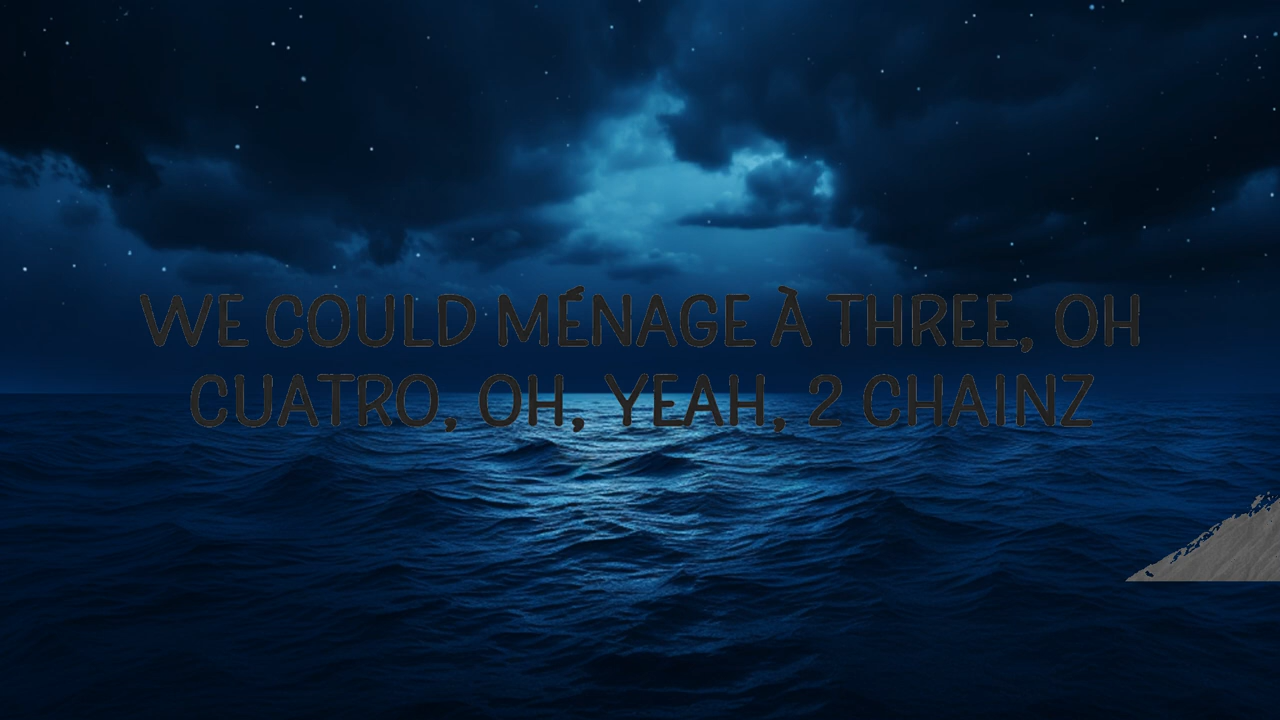 WE COULD MÉNAGE À THREE, OH
CUATRO, OH, YEAH, 2 CHAINZ